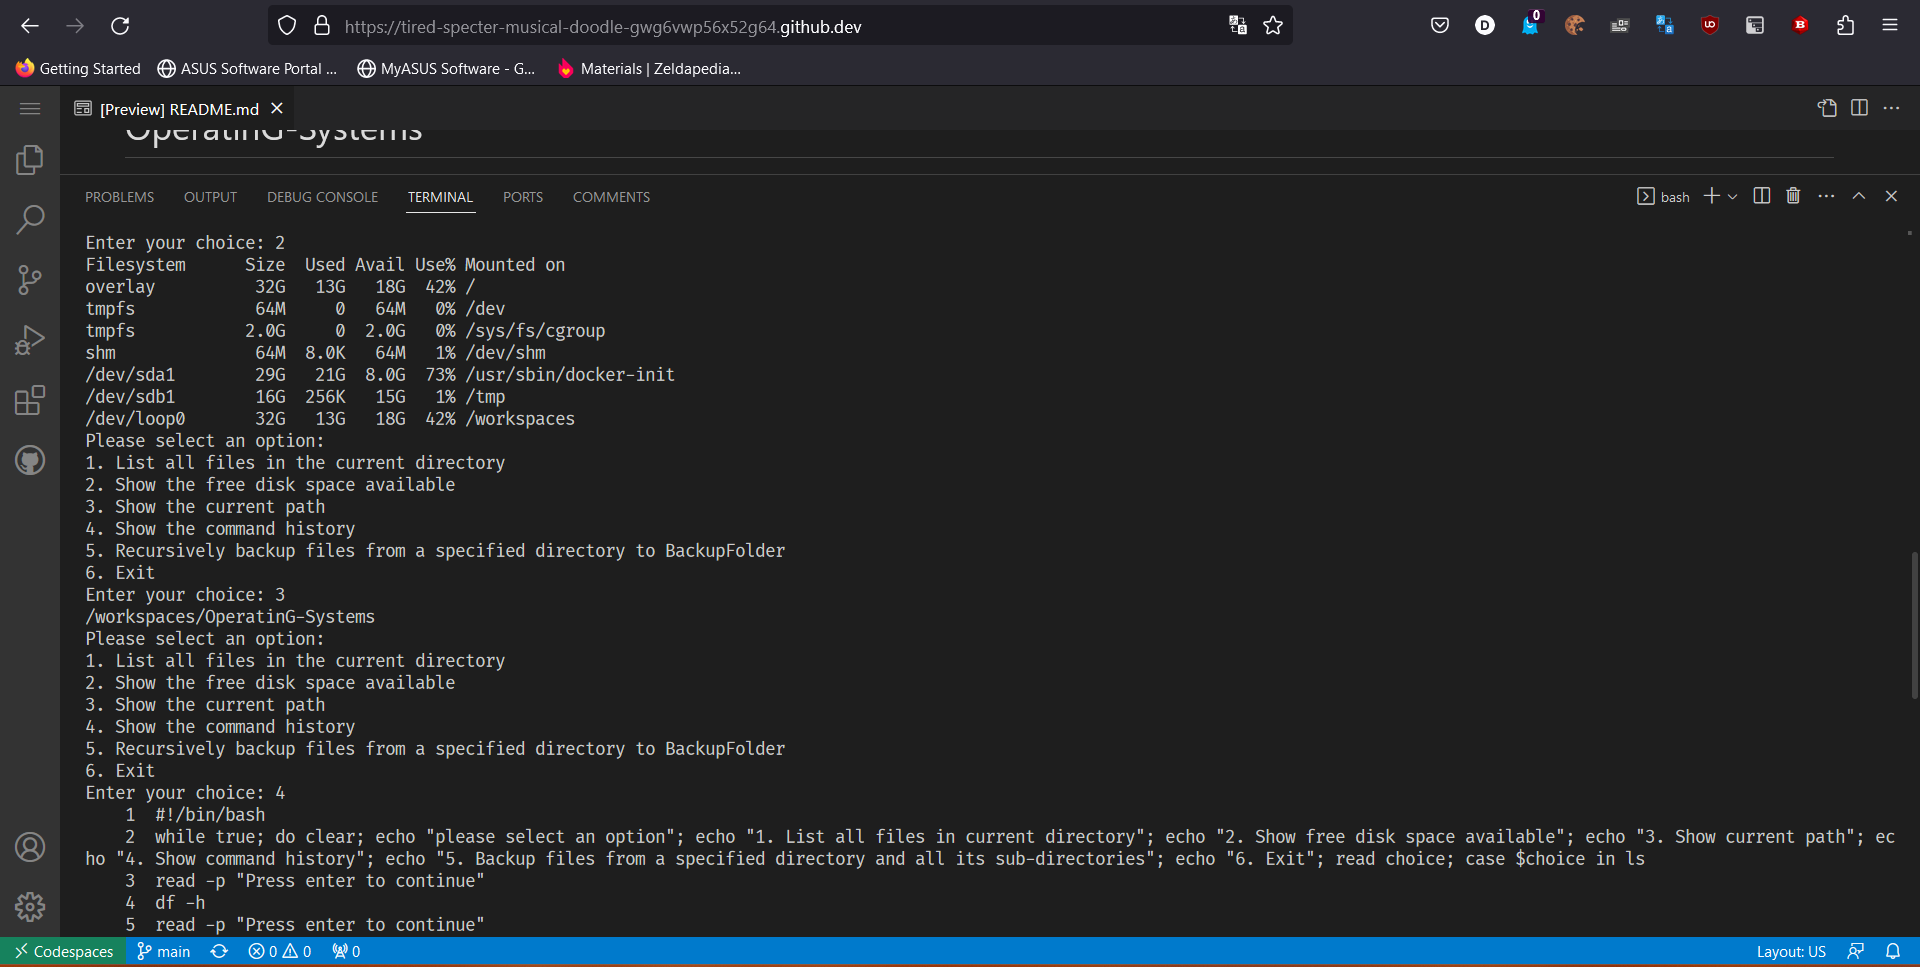 https://tired-specter-musical-doodle-gwg6vwp56x52g64.github.dev
D
0
Getting Started
ASUS Software Portal ...
MyASUS Software - G...
Materials | Zeldapedia...
[Preview] README.md
OperatinG-Systems
PROBLEMS OUTPUT DEBUG CONSOLE TERMINAL PORTS COMMENTS
bash
Enter your choice: 2
Filesystem      Size  Used Avail Use% Mounted on
overlay          32G   13G   18G  42% /
tmpfs            64M     0   64M   0% /dev
tmpfs           2.0G     0  2.0G   0% /sys/fs/cgroup
shm              64M  8.0K   64M   1% /dev/shm
/dev/sda1        29G   21G  8.0G  73% /usr/sbin/docker-init
/dev/sdb1        16G  256K   15G   1% /tmp
/dev/loop0       32G   13G   18G  42% /workspaces
Please select an option:
1. List all files in the current directory
2. Show the free disk space available
3. Show the current path
4. Show the command history
5. Recursively backup files from a specified directory to BackupFolder
6. Exit
Enter your choice: 3
/workspaces/OperatinG-Systems
Please select an option:
1. List all files in the current directory
2. Show the free disk space available
3. Show the current path
4. Show the command history
5. Recursively backup files from a specified directory to BackupFolder
6. Exit
Enter your choice: 4
    1  #!/bin/bash
    2  while true; do clear; echo "please select an option"; echo "1. List all files in current directory"; echo "2. Show free disk space available"; echo "3. Show current path"; ec
ho "4. Show command history"; echo "5. Backup files from a specified directory and all its sub-directories"; echo "6. Exit"; read choice; case $choice in ls
    3  read -p "Press enter to continue"
    4  df -h
    5  read -p "Press enter to continue"
Codespaces main 0 0 0 Layout: US